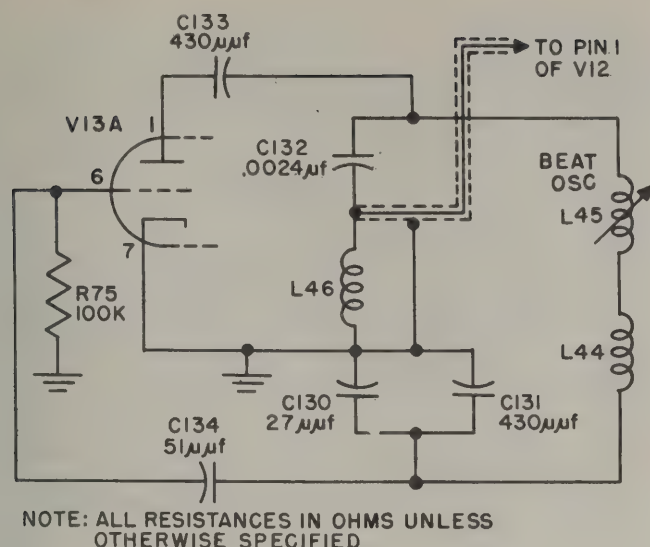 C133
430μμf
TO PIN 1
OF V12
V13A
1
C132
.0024μf
BEAT
OSC
L45
6
7
R75
100K
L46
L44
C130
27μμf
C131
430μμf
C134
51μμf
NOTE: ALL RESISTANCES IN OHMS UNLESS
OTHERWISE SPECIFIED